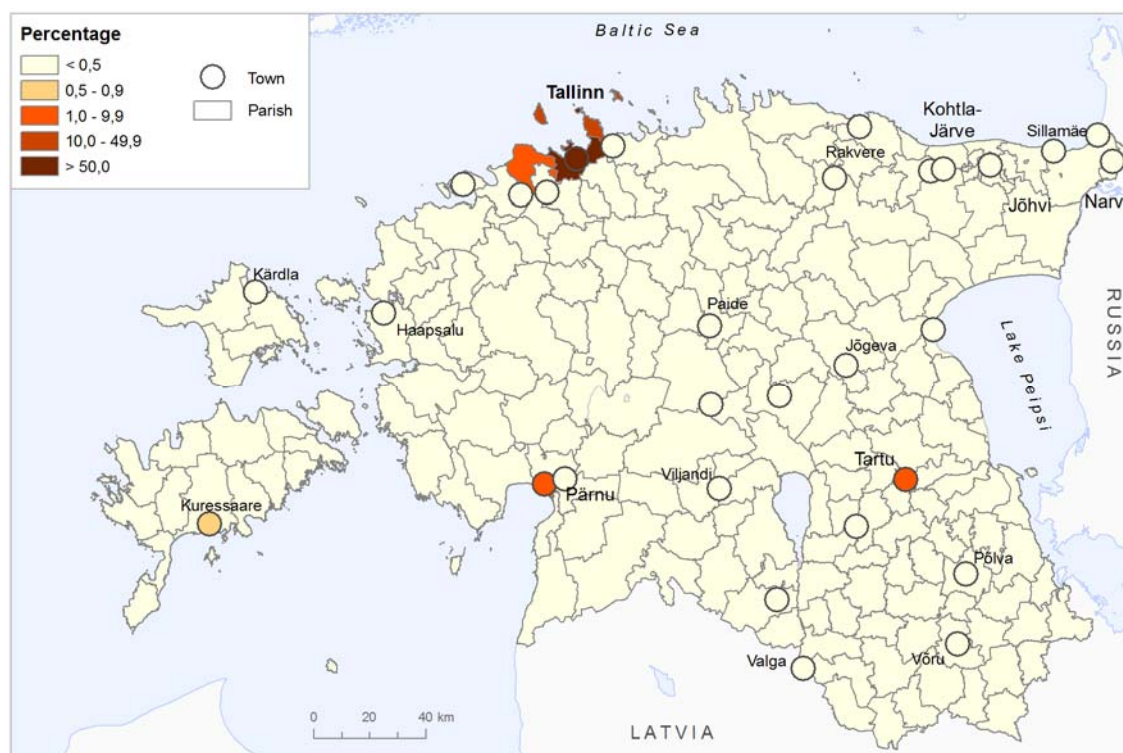 Percentage
< 0,5
0,5 - 0,9
1,0 - 9,9
10,0 - 49,9
> 50,0
Town
Parish
Baltic Sea
Tallinn
Kohtla-
Järve
Sillamäe
Rakvere
Jõhvi
Narv
Kärdla
Haapsalu
Paide
Jõgeva
RUSSIA
Lake Peipsi
Tartu
Viljandi
Pärnu
Kuressaare
Põlva
Võru
Valga
0 20 40 km
LATVIA